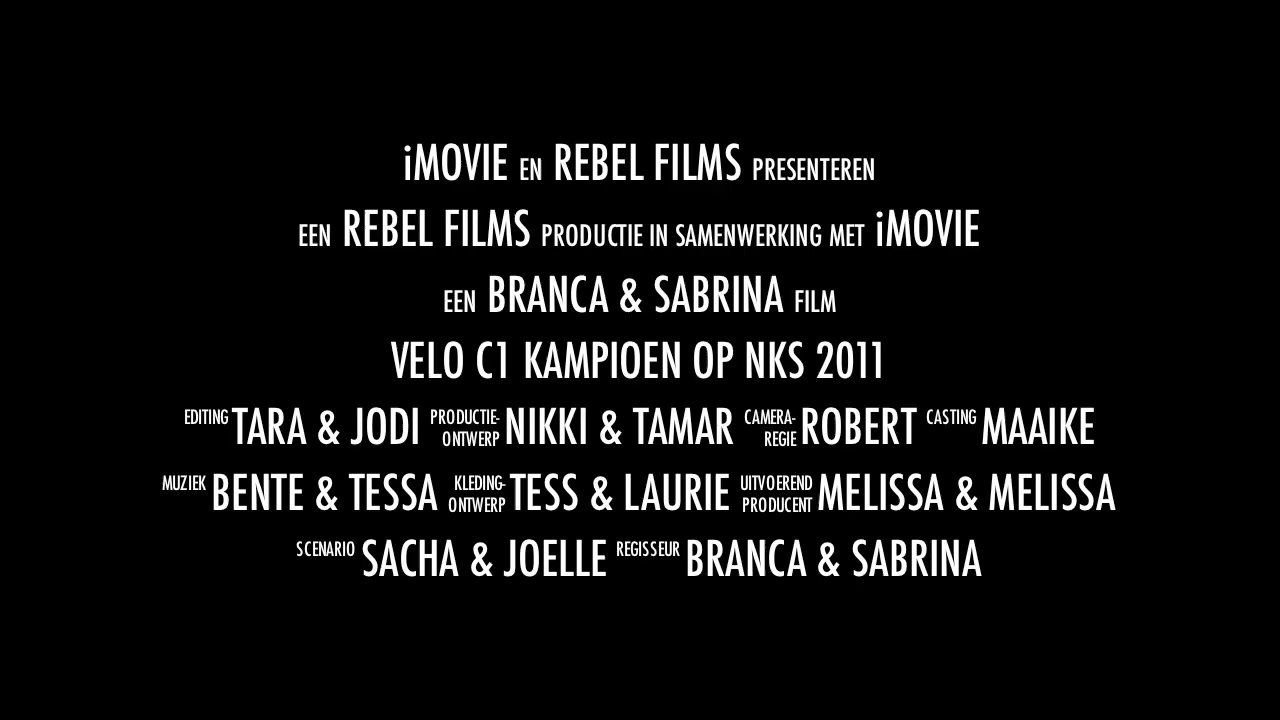 iMOVIE EN REBEL FILMS PRESENTEREN
EEN REBEL FILMS PRODUCTIE IN SAMENWERKING MET iMOVIE
EEN BRANCA & SABRINA FILM
VELO C1 KAMPIOEN OP NKS 2011
EDITING TARA & JODI PRODUCTIE-ONTWERP NIKKI & TAMAR CAMERA-REGIE ROBERT CASTING MAAIKE
MUZIEK BENTE & TESSA KLEDING-ONTWERP TESS & LAURIE UITVOEREND PRODUCENT MELISSA & MELISSA
SCENARIO SACHA & JOELLE REGISSEUR BRANCA & SABRINA